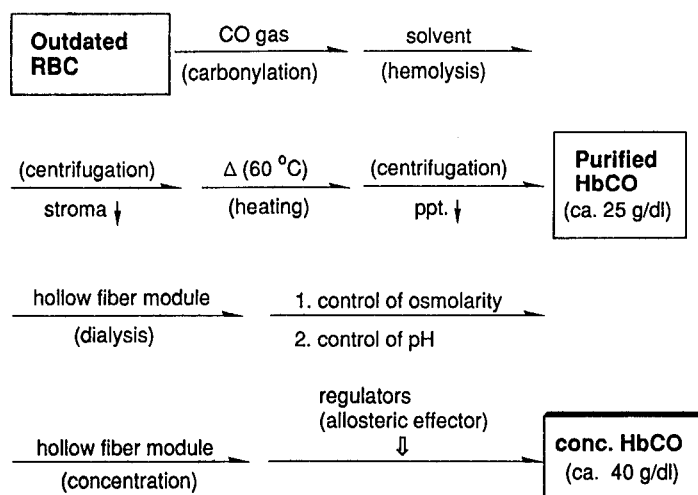 Outdated
RBC
CO gas
(carbonylation)
solvent
(hemolysis)
(centrifugation)
stroma ↓
Δ (60 °C)
(heating)
(centrifugation)
ppt. ↓
Purified
HbCO
(ca. 25 g/dl)
hollow fiber module
(dialysis)
1. control of osmolarity
2. control of pH
hollow fiber module
(concentration)
regulators
(allosteric effector)
conc. HbCO
(ca. 40 g/dl)